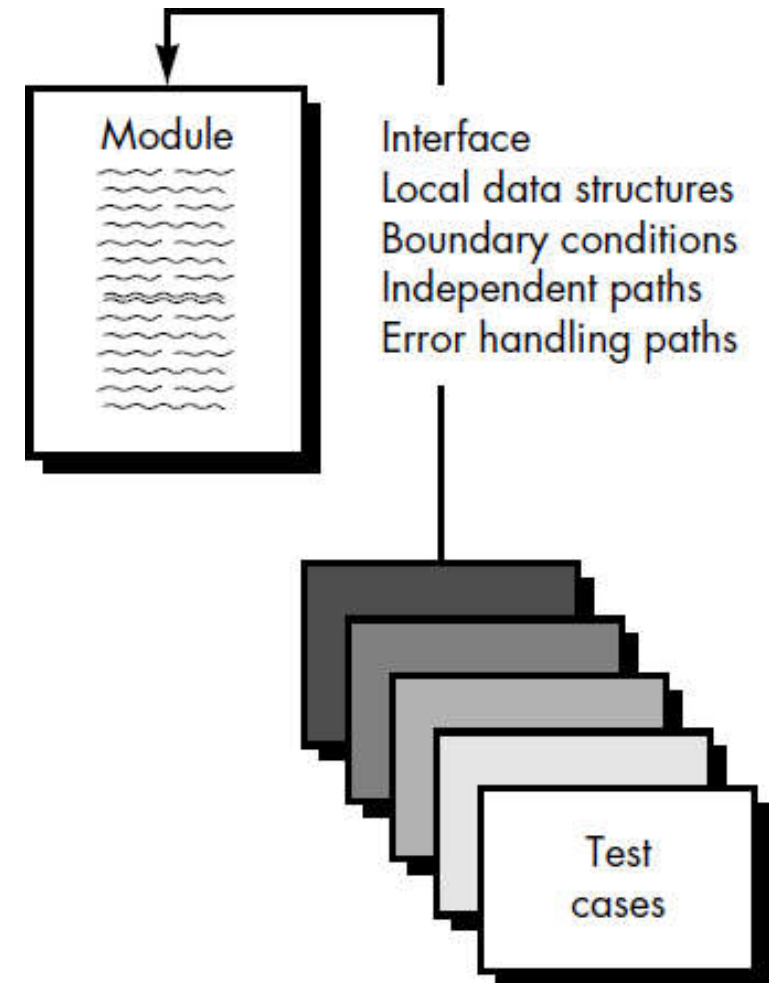 Module
Interface
Local data structures
Boundary conditions
Independent paths
Error handling paths
Test
cases